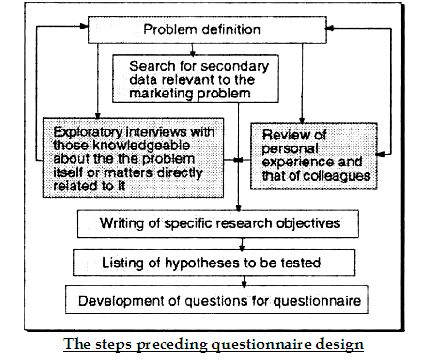 Problem definition
Search for secondary
data relevant to the
marketing problem
Exploratory interviews with
those knowledgeable
about the the problem
itself or matters directly
related to it
Review of
personal
experience and
that of colleagues
Writing of specific research objectives
Listing of hypotheses to be tested
Development of questions for questionnaire
The steps preceding questionnaire design